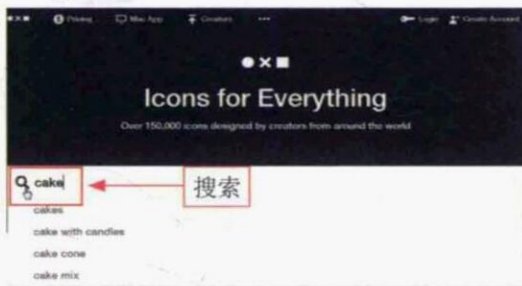 Pricing Mac App Creators ••• Login Create Account
Icons for Everything
Over 150,000 icons designed by creators from around the world
cake
搜索
cakes
cake with candles
cake cone
cake mix